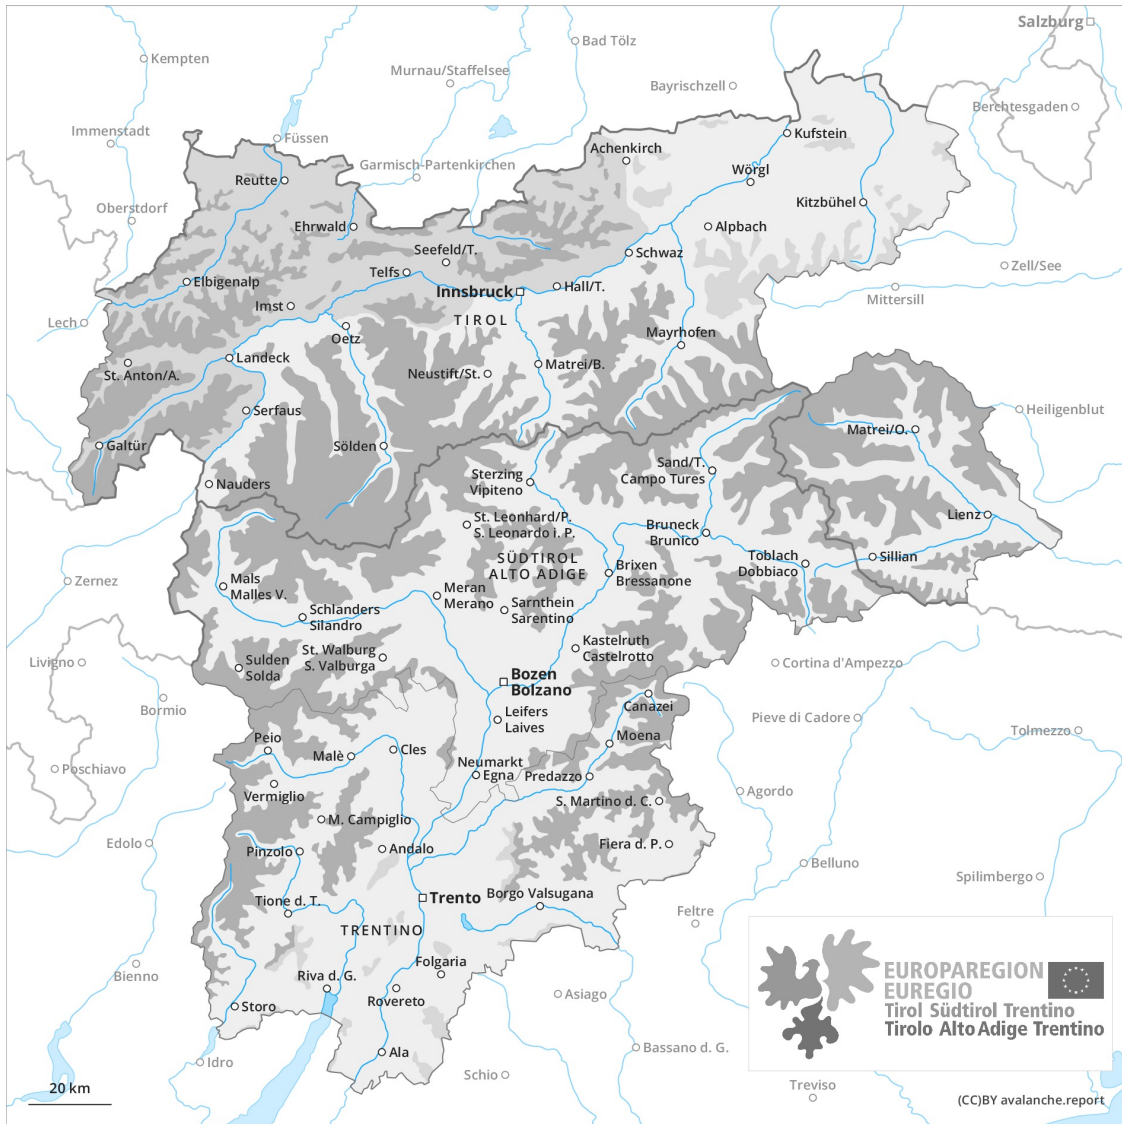 Salzburg
Bad Tölz
Kempten
Murnau/Staffelsee
Bayrischzell
Berchtesgaden
Immenstadt
Füssen
Kufstein
Achenkirch
Garmisch-Partenkirchen
Wörgl
Reutte
Oberstdorf
Kitzbühel
Ehrwald
Alpbach
Seefeld/T.
Schwaz
Zell/See
Telfs
Elbigenalp
Hall/T.
Innsbruck
Mittersill
Imst
TIROL
Lech
Oetz
Mayrhofen
Landeck
Matrei/B.
St. Anton/A.
Neustift/St.
Serfaus
Heiligenblut
Matrei/O.
Galtür
Sölden
Sand/T.
Campo Tures
Sterzing
Vipiteno
Nauders
St. Leonhard/P.
S. Leonardo i. P.
Lienz
Bruneck
Brunico
SÜDTIROL
ALTO ADIGE
Toblach
Dobbiaco
Sillian
Brixen
Bressanone
Zernez
Mals
Malles V.
Meran
Merano
Sarnthein
Sarentino
Schlanders
Silandro
Kastelruth
Castelrotto
St. Walburg
S. Valburga
Livigno
Sulden
Solda
Cortina d'Ampezzo
Bozen
Bolzano
Bormio
Canazei
Leifers
Laives
Pieve di Cadore
Tolmezzo
Peio
Moena
Cles
Malè
Neumarkt
Egna
Predazzo
Poschiavo
Vermiglio
Agordo
S. Martino d. C.
M. Campiglio
Edolo
Fiera d. P.
Pinzolo
Andalo
Belluno
Spilimbergo
Borgo Valsugana
Trento
Tione d. T.
Feltre
TRENTINO
Folgaria
Bienno
Riva d. G.
Rovereto
Asiago
Storo
EUROPAREGION
EUREGIO
Tirol Südtirol Trentino
Tirolo Alto Adige Trentino
Ala
Bassano d. G.
Idro
Schio
Treviso
20 km
(CC)BY avalanche.report